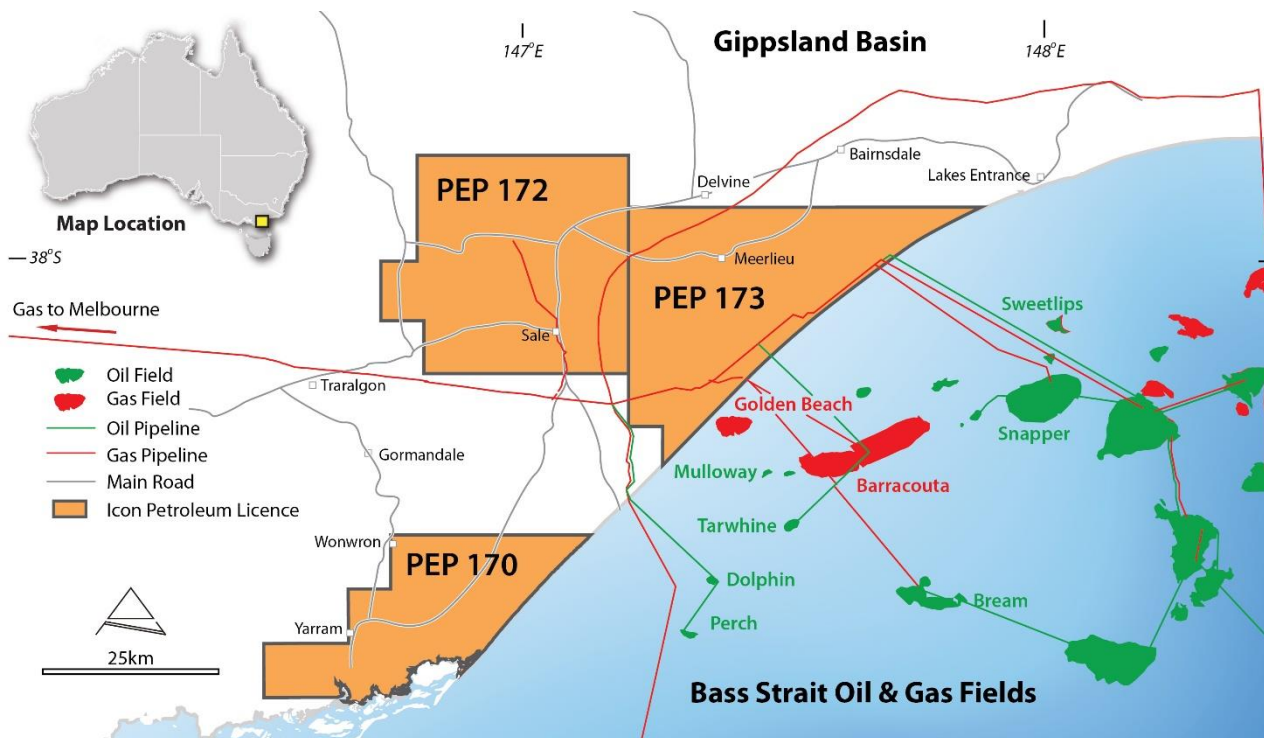 Gippsland Basin
147°E
148°E
Map Location
38°S
PEP 172
Delvine
Bairnsdale
Lakes Entrance
Meerlieu
PEP 173
Gas to Melbourne
Sale
Sweetlips
Oil Field
Gas Field
Oil Pipeline
Gas Pipeline
Main Road
Icon Petroleum Licence
Traralgon
Golden Beach
Snapper
Gormandale
Mulloway
Barracouta
Tarwhine
Wonwron
PEP 170
Dolphin
Bream
Perch
Yarram
25km
Bass Strait Oil & Gas Fields